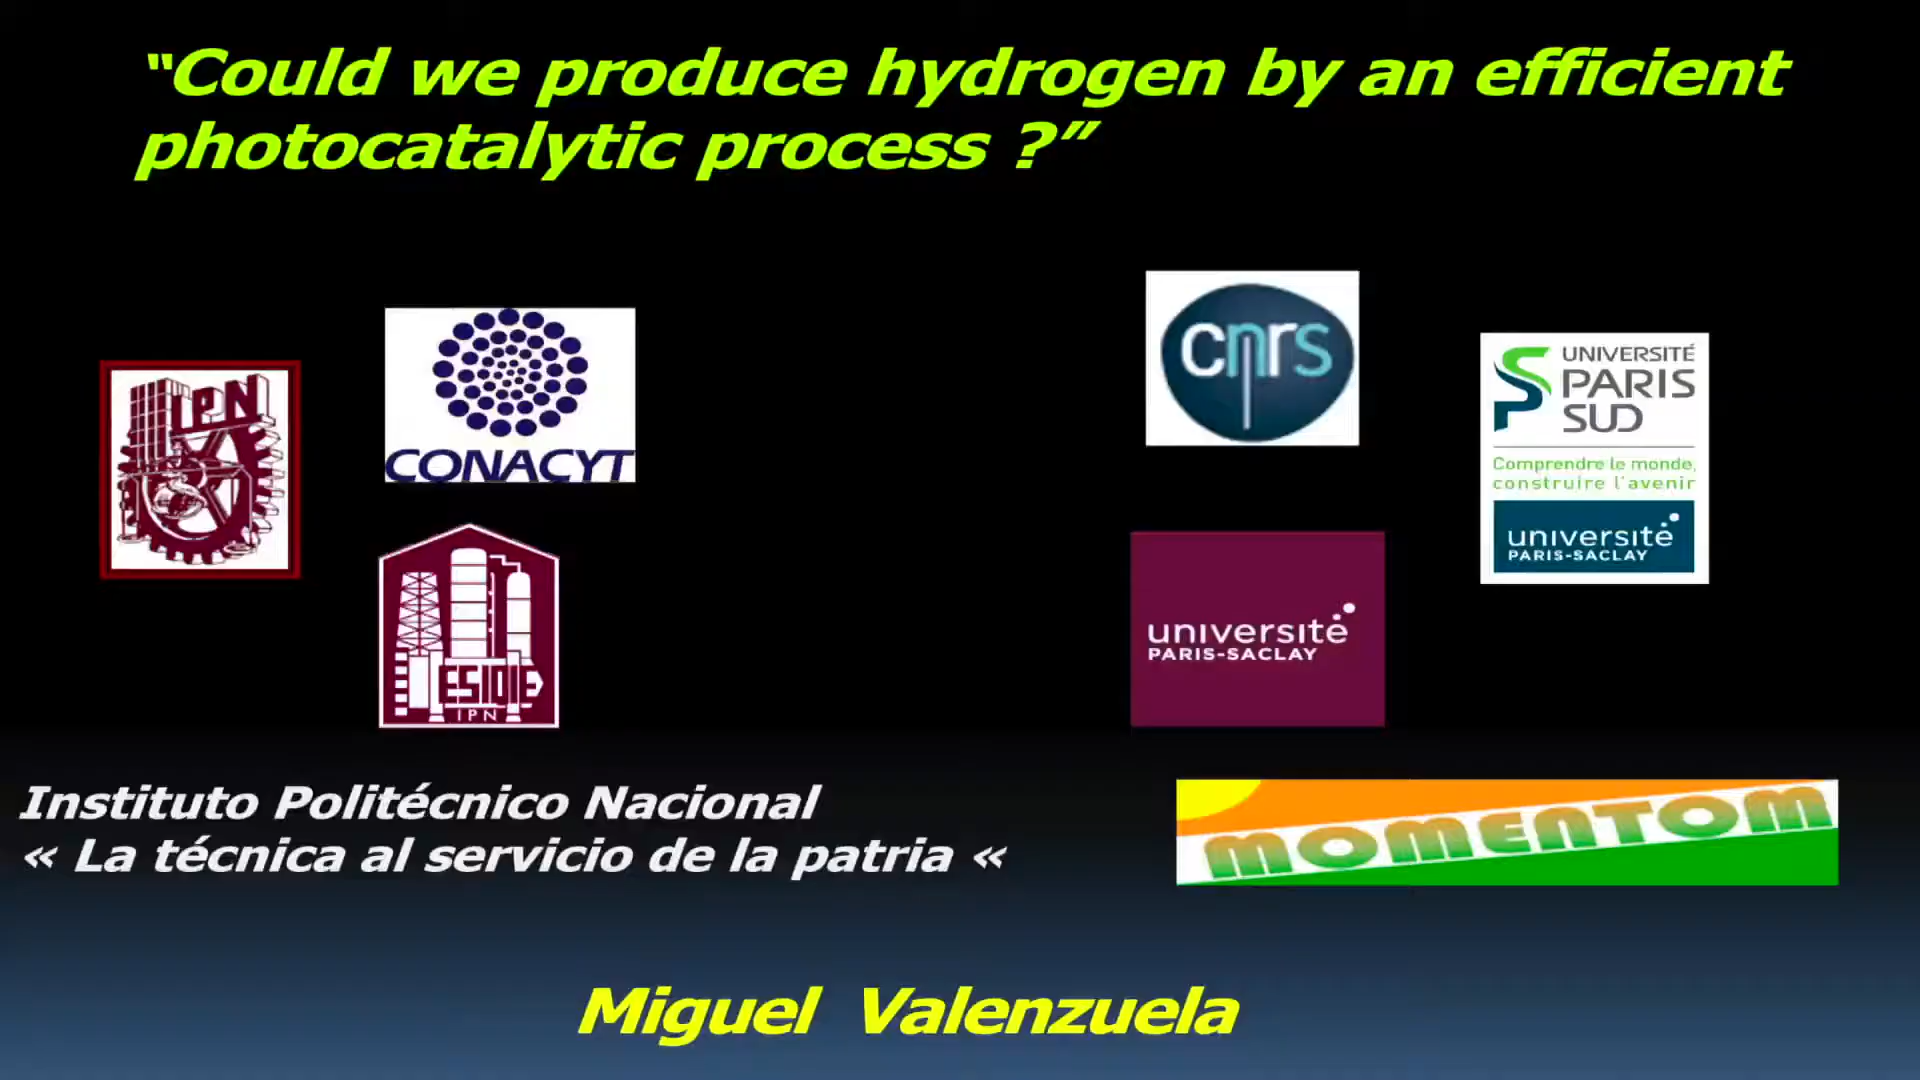 “Could we produce hydrogen by an efficient
photocatalytic process ?”
IPN
CONACYT
ESIQIE
IPN
cnrs
UNIVERSITÉ
PARIS
SUD
Comprendre le monde,
construire l'avenir
université
PARIS-SACLAY
université
PARIS-SACLAY
Instituto Politécnico Nacional
« La técnica al servicio de la patria «
MOMENTOM
Miguel Valenzuela